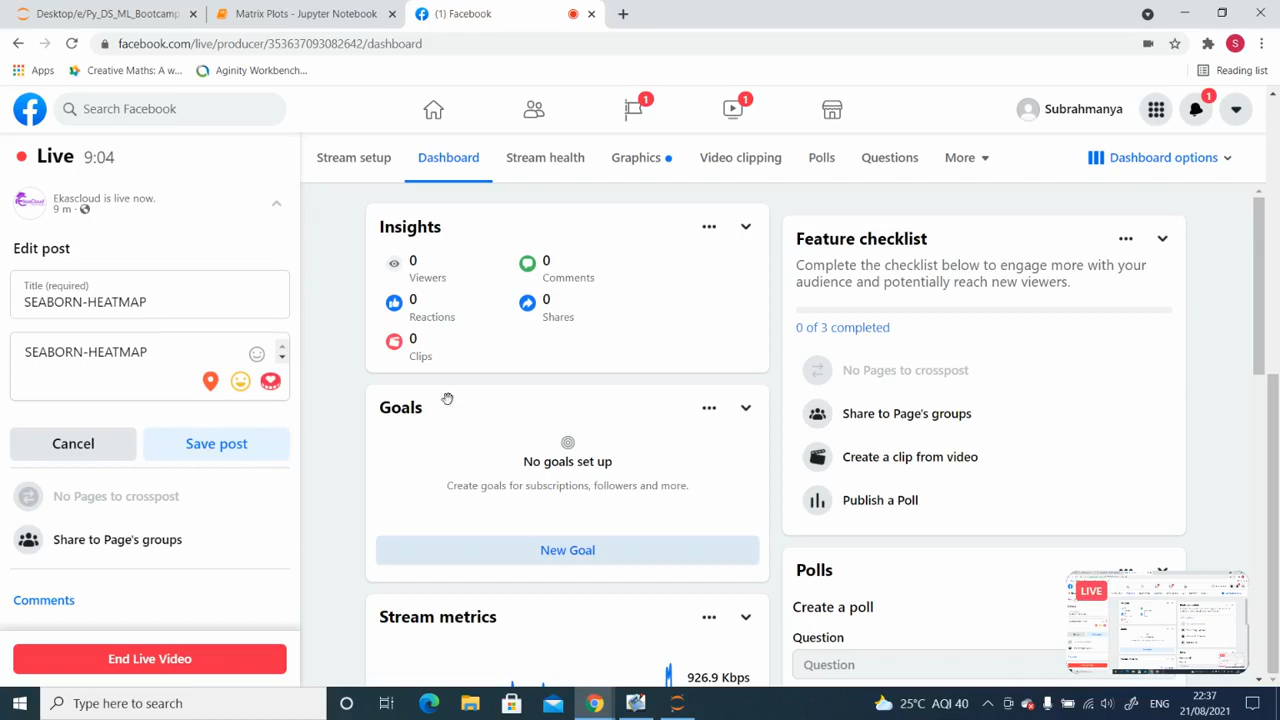 Desktop/e/Py_DS_ML_Bootcamp
Matrix Plots - Jupyter Notebook
(1) Facebook
facebook.com/live/producer/353637093082642/dashboard
S
Apps
Creative Maths: A w...
Aginity Workbench...
Reading list
Search Facebook
1
1
Subrahmanya
1
Live 9:04
Ekascloud is live now.
9 m ·
Edit post
Title (required)
SEABORN-HEATMAP
SEABORN-HEATMAP
Cancel
Save post
No Pages to crosspost
Share to Page's groups
Comments
End Live Video
Stream setup
Dashboard
Stream health
Graphics
Video clipping
Polls
Questions
More
Dashboard options
Insights
0
Viewers
0
Comments
0
Reactions
0
Shares
0
Clips
Goals
No goals set up
Create goals for subscriptions, followers and more.
New Goal
Stream metrics
926.9 Kbps
Feature checklist
Complete the checklist below to engage more with your
audience and potentially reach new viewers.
0 of 3 completed
No Pages to crosspost
Share to Page's groups
Create a clip from video
Publish a Poll
Polls
Create a poll
Question
Question
LIVE
Type here to search
25°C AQI 40
ENG
22:37
21/08/2021